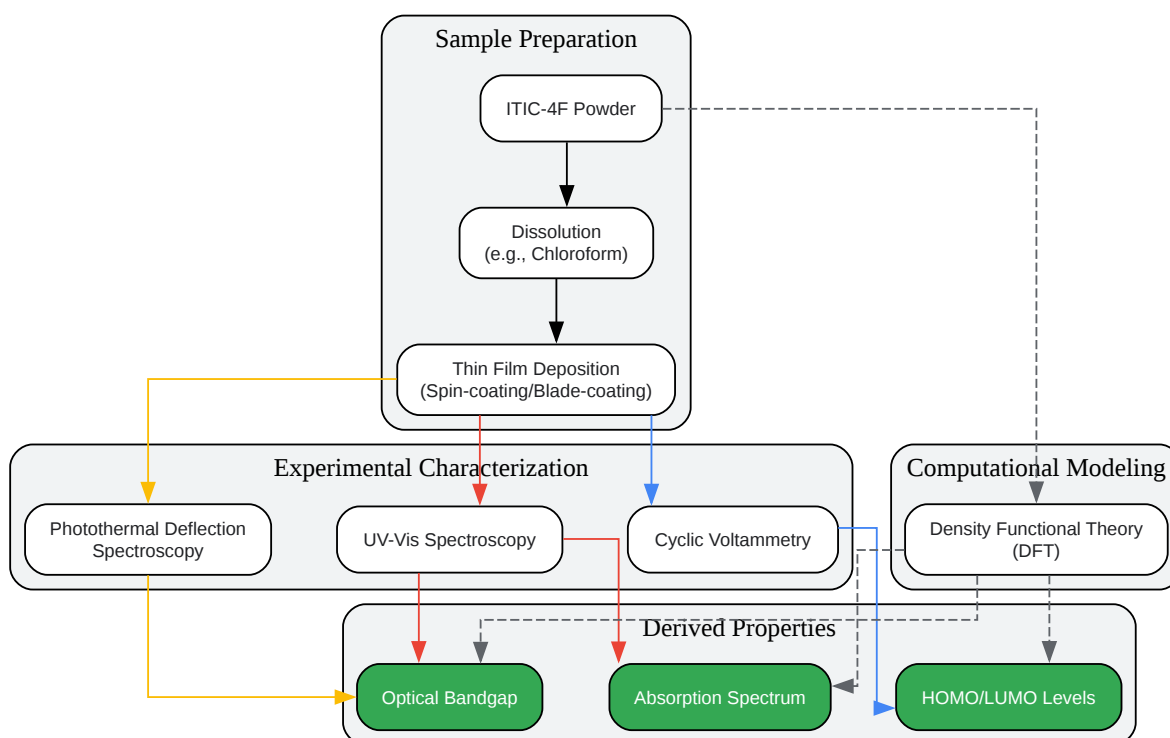 Sample Preparation
ITIC-4F Powder
Dissolution
(e.g., Chloroform)
Thin Film Deposition
(Spin-coating/Blade-coating)
Experimental Characterization
Computational Modeling
Photothermal Deflection
Spectroscopy
UV-Vis Spectroscopy
Cyclic Voltammetry
Density Functional Theory
(DFT)
Derived Properties
Optical Bandgap
Absorption Spectrum
HOMO/LUMO Levels